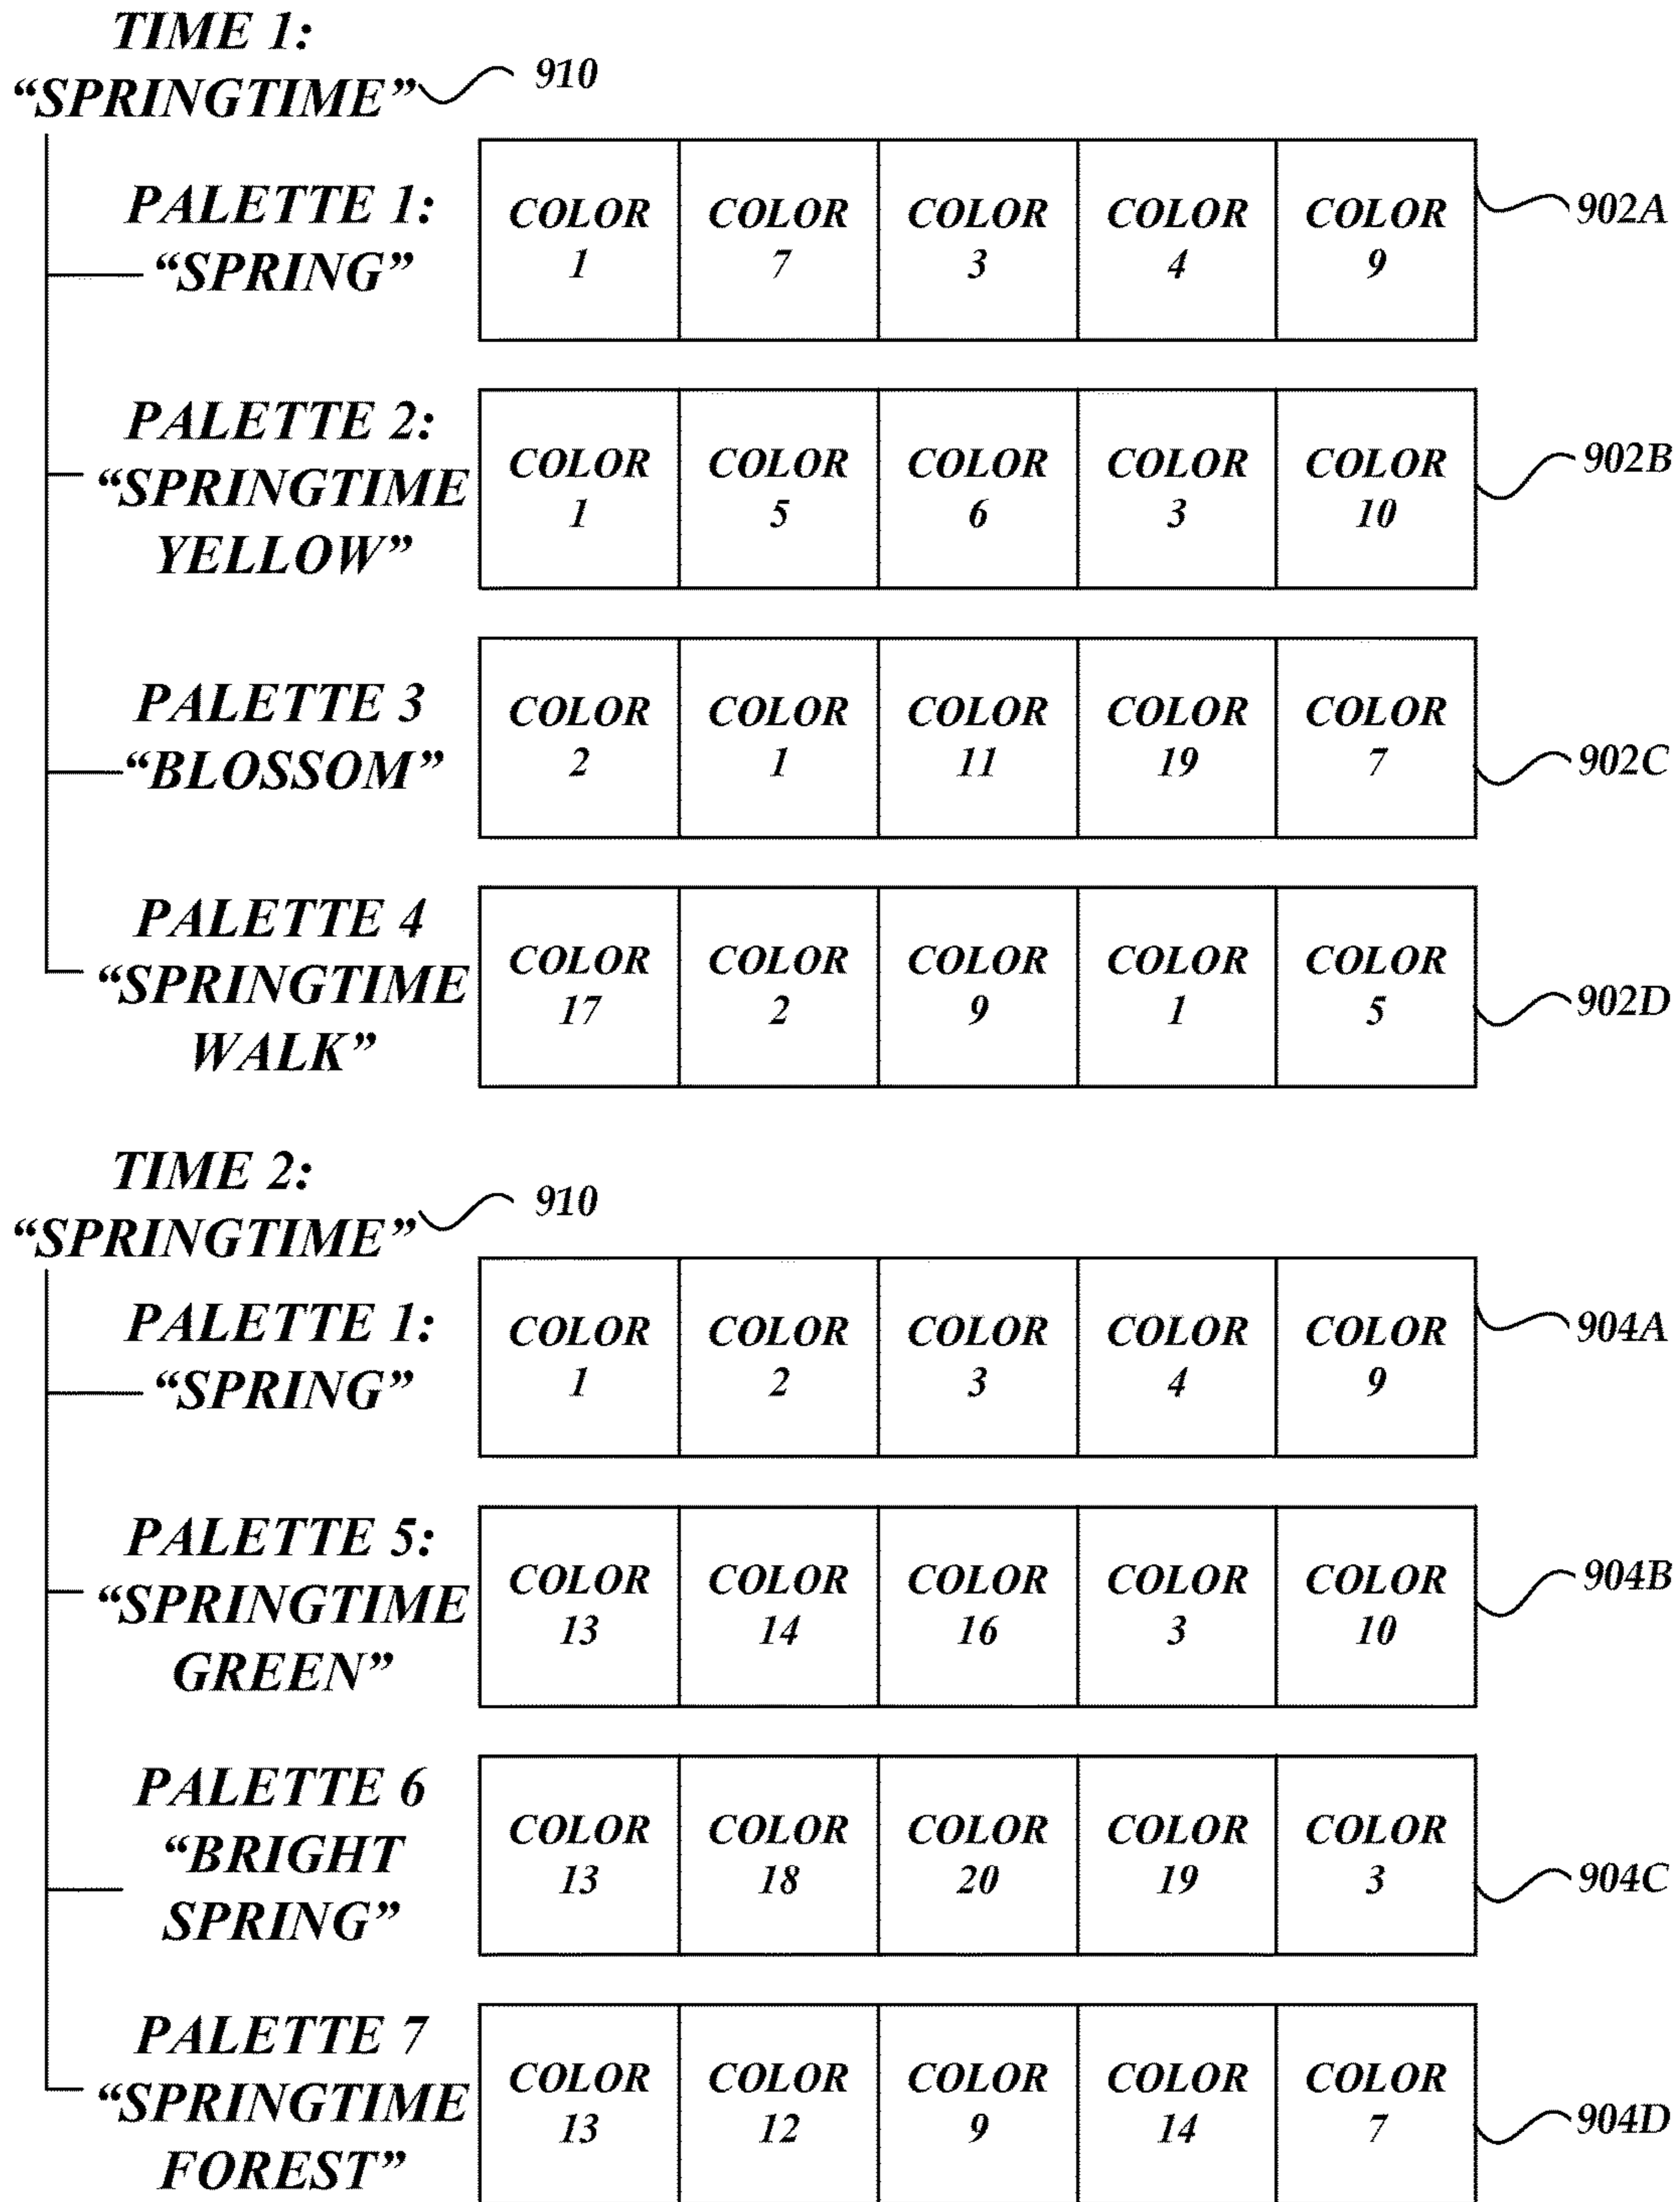 TIME 1:
“SPRINGTIME” 910
PALETTE 1:
“SPRING”
COLOR COLOR COLOR COLOR COLOR
1 7 3 4 9
902A
PALETTE 2:
“SPRINGTIME
YELLOW”
COLOR COLOR COLOR COLOR COLOR
1 5 6 3 10
902B
PALETTE 3
“BLOSSOM”
COLOR COLOR COLOR COLOR COLOR
2 1 11 19 7
902C
PALETTE 4
“SPRINGTIME
WALK”
COLOR COLOR COLOR COLOR COLOR
17 2 9 1 5
902D
TIME 2:
“SPRINGTIME” 910
PALETTE 1:
“SPRING”
COLOR COLOR COLOR COLOR COLOR
1 2 3 4 9
904A
PALETTE 5:
“SPRINGTIME
GREEN”
COLOR COLOR COLOR COLOR COLOR
13 14 16 3 10
904B
PALETTE 6
“BRIGHT
SPRING”
COLOR COLOR COLOR COLOR COLOR
13 18 20 19 3
904C
PALETTE 7
“SPRINGTIME
FOREST”
COLOR COLOR COLOR COLOR COLOR
13 12 9 14 7
904D